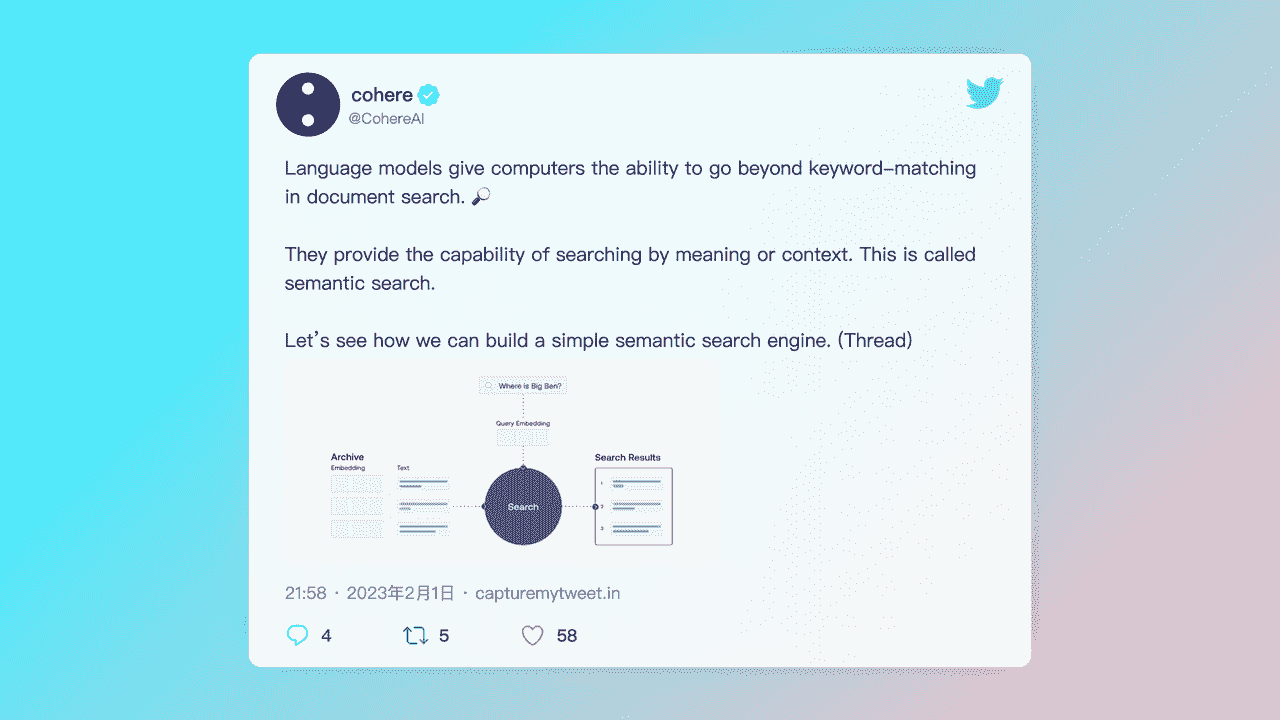 cohere
@CohereAI
Language models give computers the ability to go beyond keyword-matching
in document search. 🔎
They provide the capability of searching by meaning or context. This is called
semantic search.
Let's see how we can build a simple semantic search engine. (Thread)
Where is Big Ben?
Query Embedding
Archive
Embedding
Text
Search
Search Results
1
2
3
21:58 · 2023年2月1日 · capturemytweet.in
4
5
58